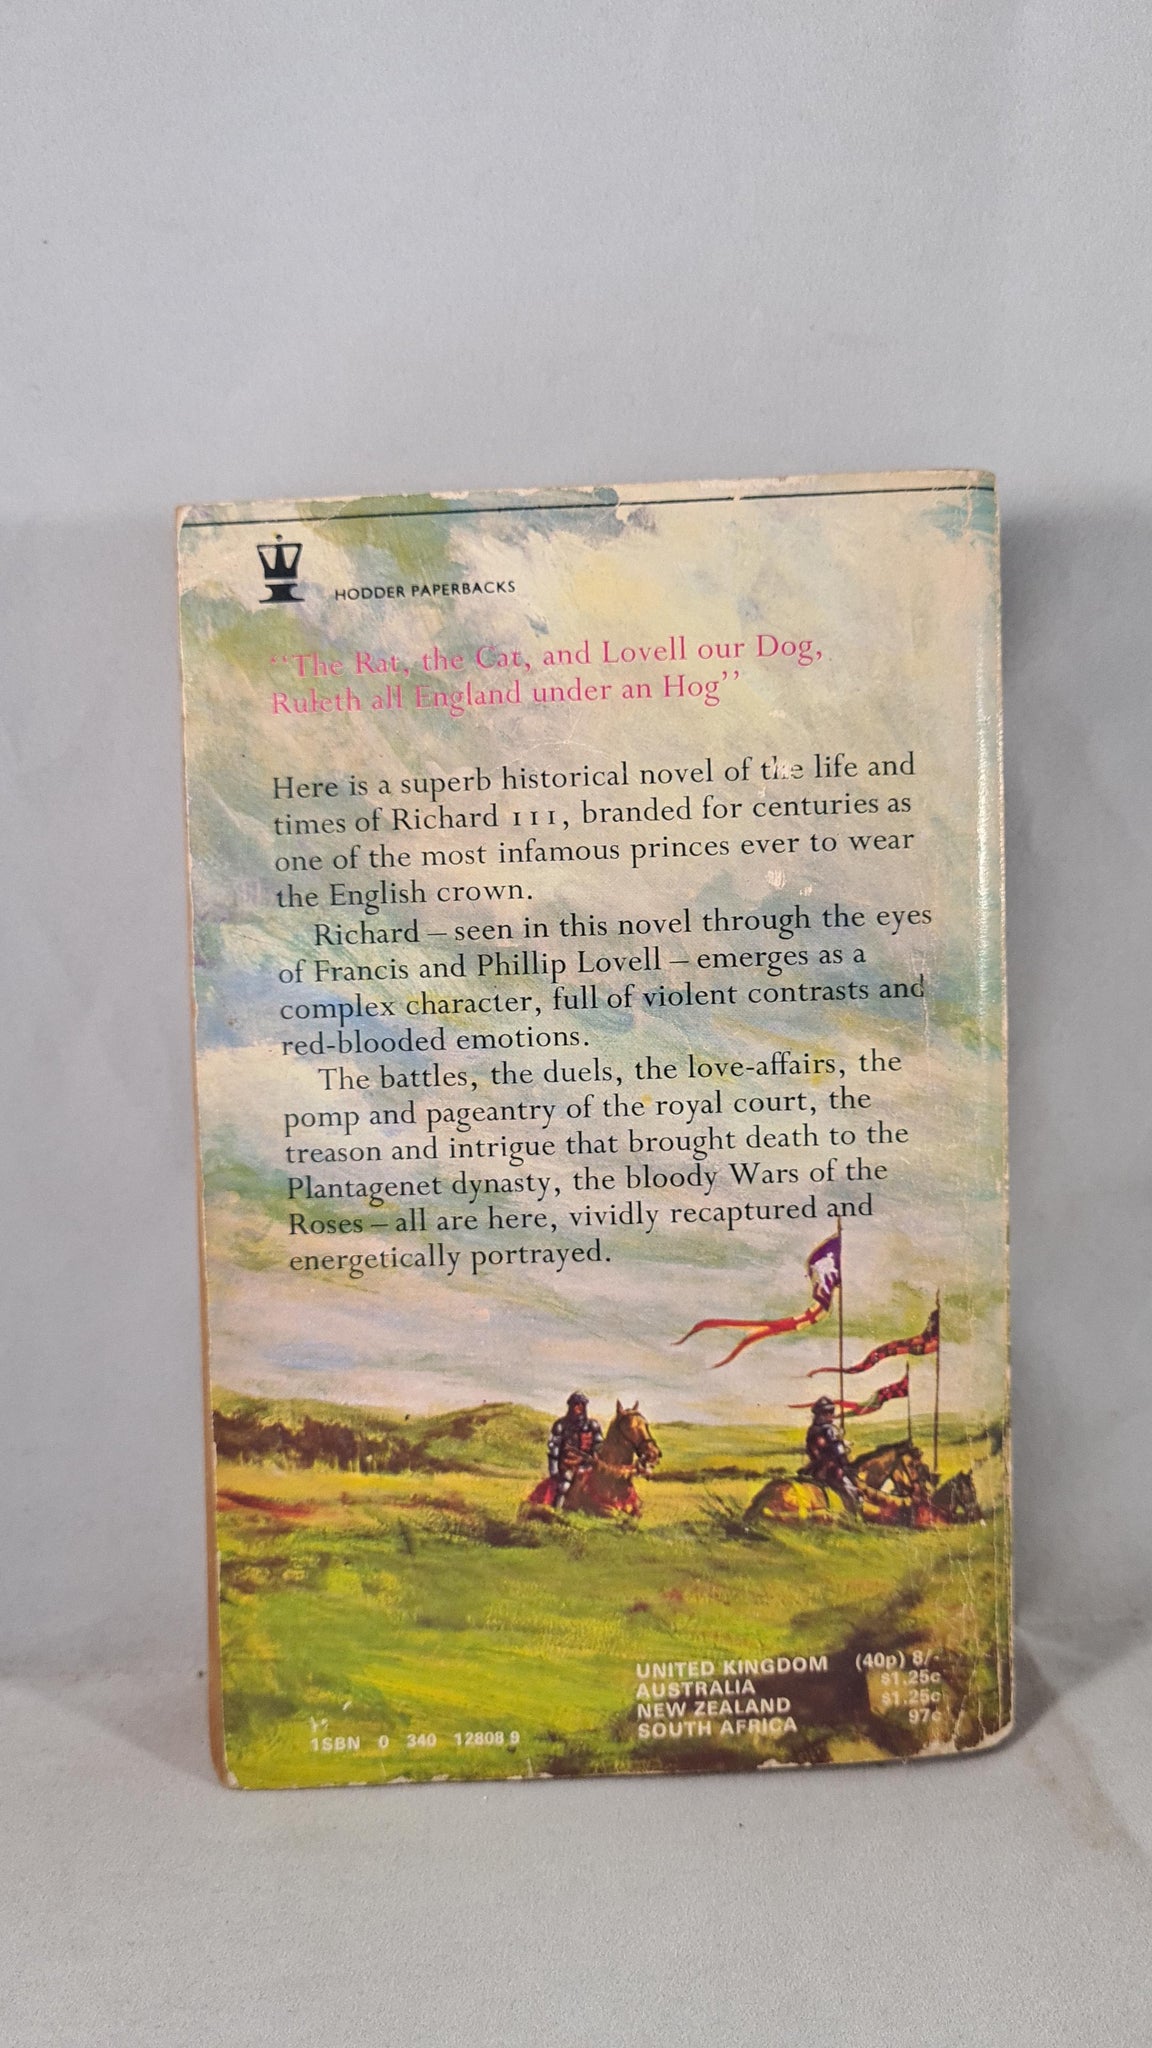 HODDER PAPERBACKS
"The Rat, the Cat, and Lovell our Dog,
Ruleth all England under an Hog"
Here is a superb historical novel of the life and
times of Richard III, branded for centuries as
one of the most infamous princes ever to wear
the English crown.
Richard – seen in this novel through the eyes
of Francis and Phillip Lovell – emerges as a
complex character, full of violent contrasts and
red-blooded emotions.
The battles, the duels, the love-affairs, the
pomp and pageantry of the royal court, the
treason and intrigue that brought death to the
Plantagenet dynasty, the bloody Wars of the
Roses – all are here, vividly recaptured and
energetically portrayed.
UNITED KINGDOM (40p) 8/-
AUSTRALIA $1.25c
NEW ZEALAND $1.25c
SOUTH AFRICA 97c
ISBN 0 340 12808 9